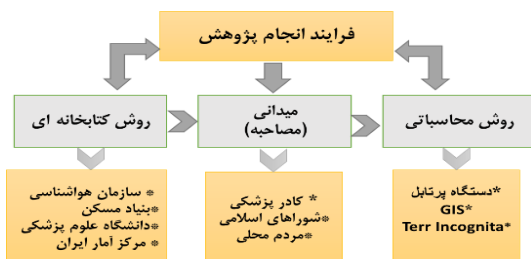 فرایند انجام پژوهش
روش محاسباتی
میدانی
(مصاحبه)
روش کتابخانه ای
*دستگاه پرتابل
GIS*
Terr Incognita*
* کادر پزشکی
*شوراهای اسلامی
*مردم محلی
* سازمان هواشناسی
*بنیاد مسکن
*دانشگاه علوم پزشکی
* مرکز آمار ایران